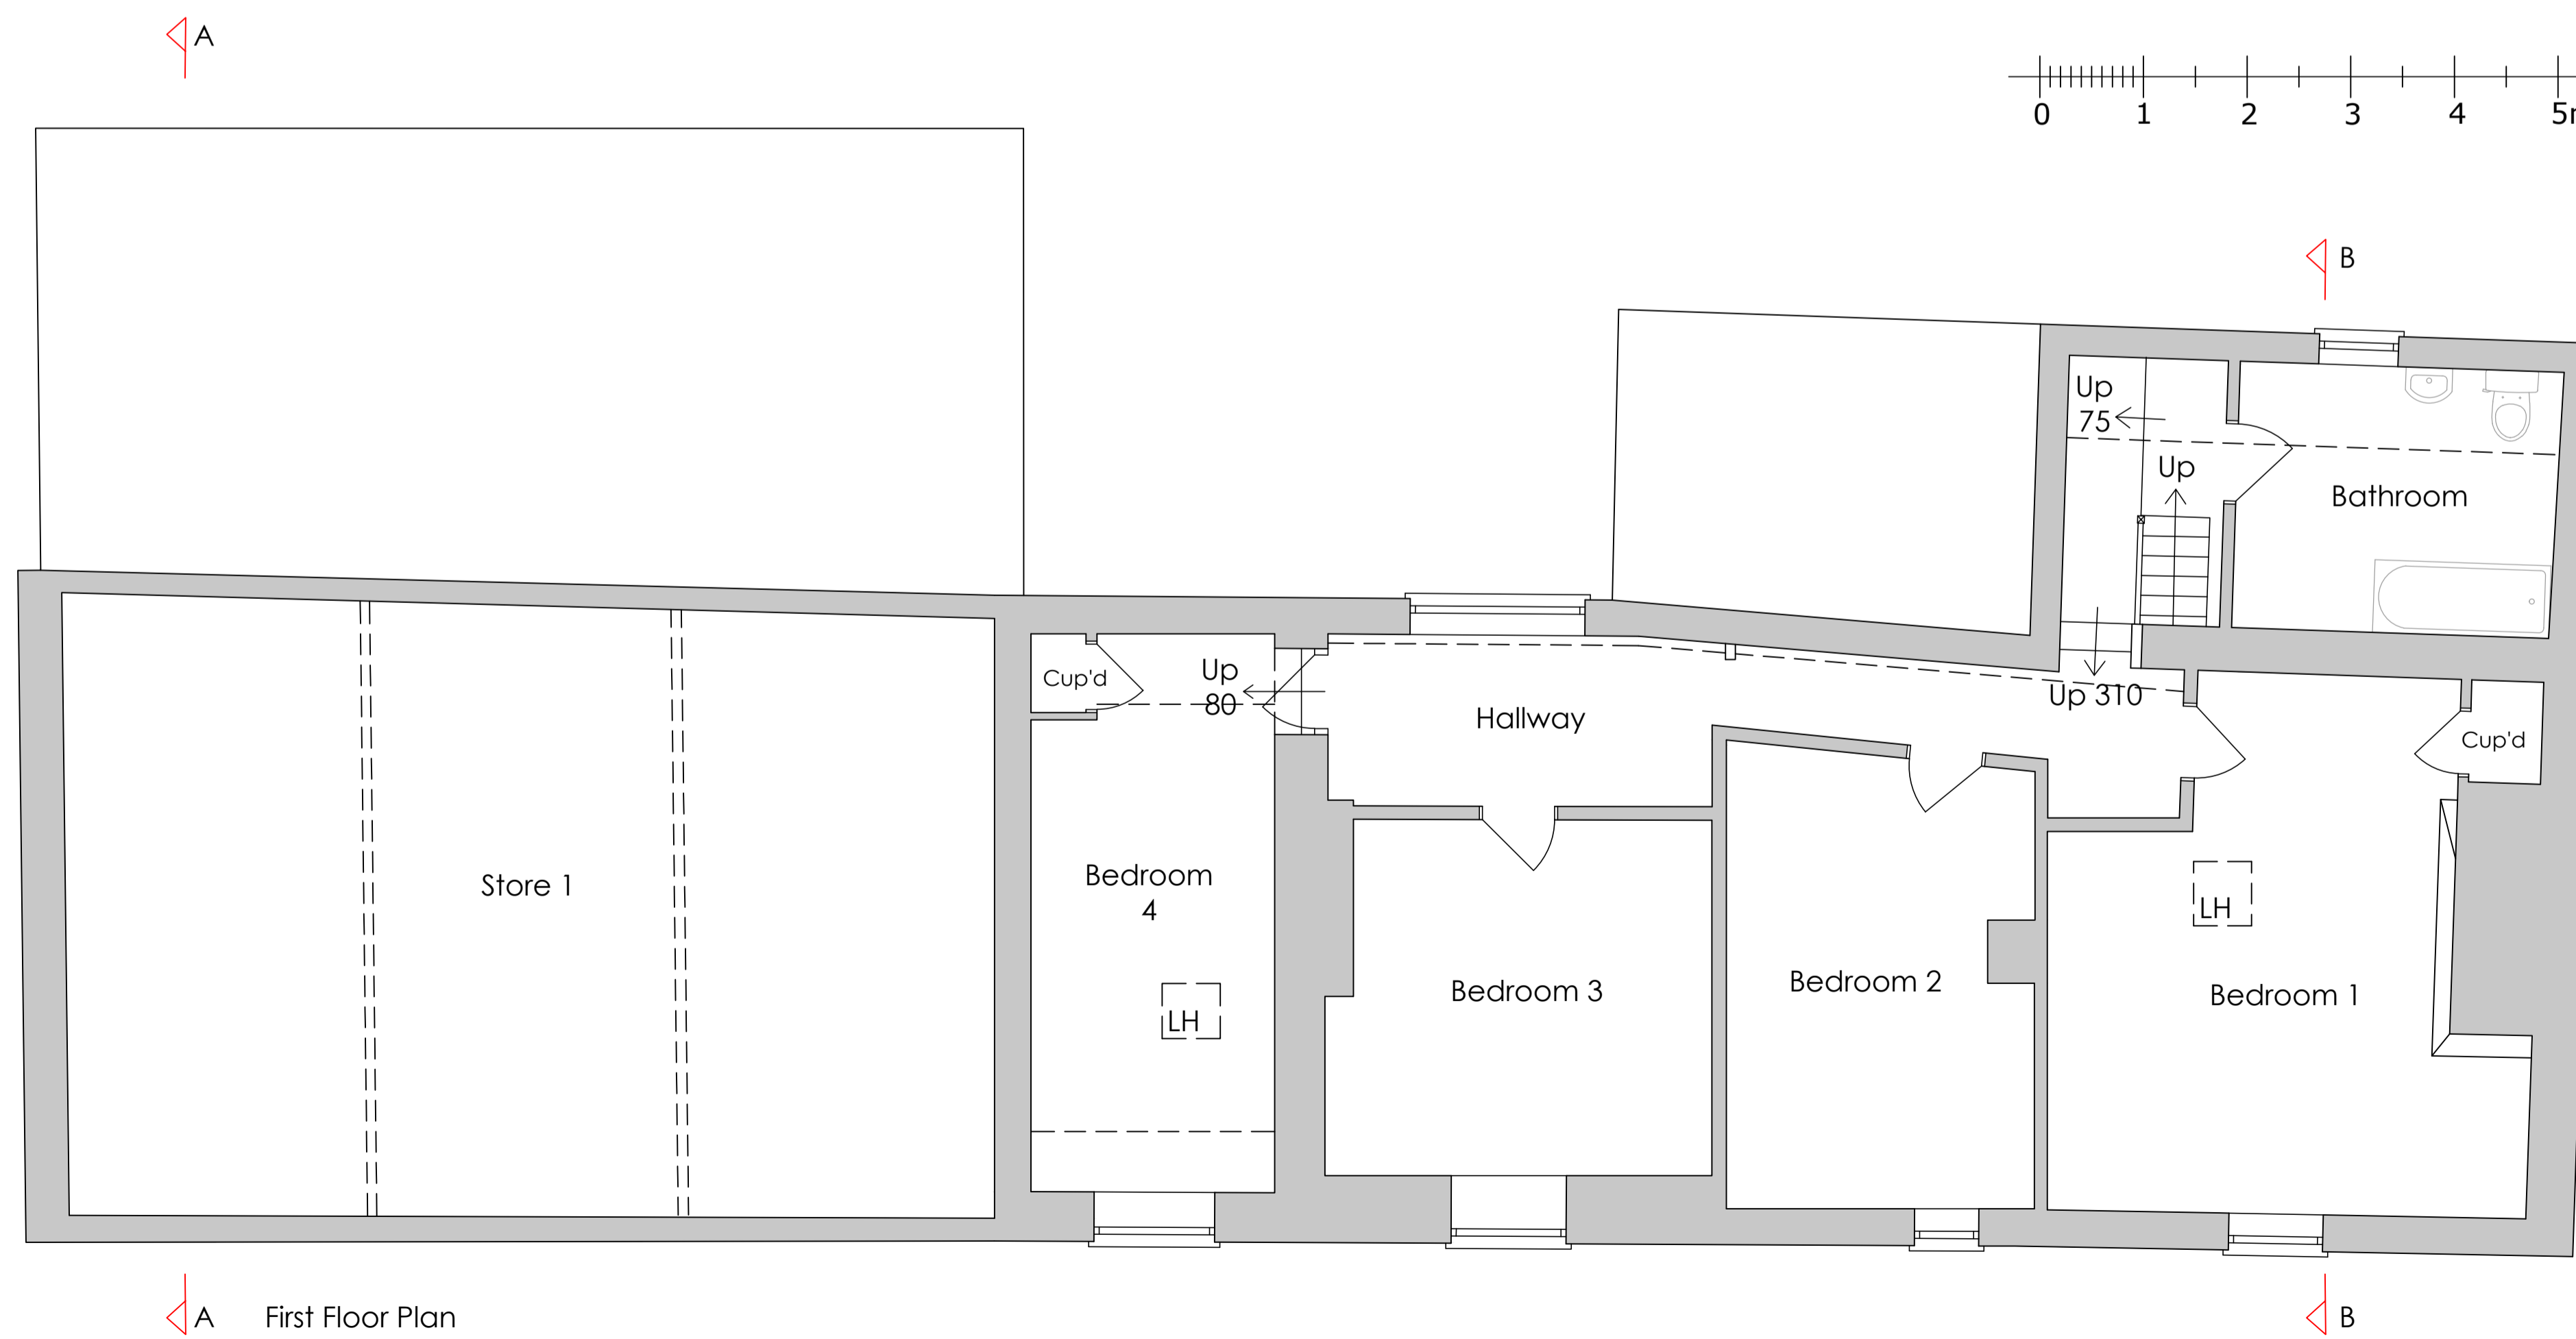 A
0 1 2 3 4 5m
B
Up
75
Up
Bathroom
Cup'd
Up
80
Hallway
Up 310
Cup'd
Store 1
Bedroom
4
LH
Bedroom 3
Bedroom 2
LH
Bedroom 1
LH
A
First Floor Plan
B